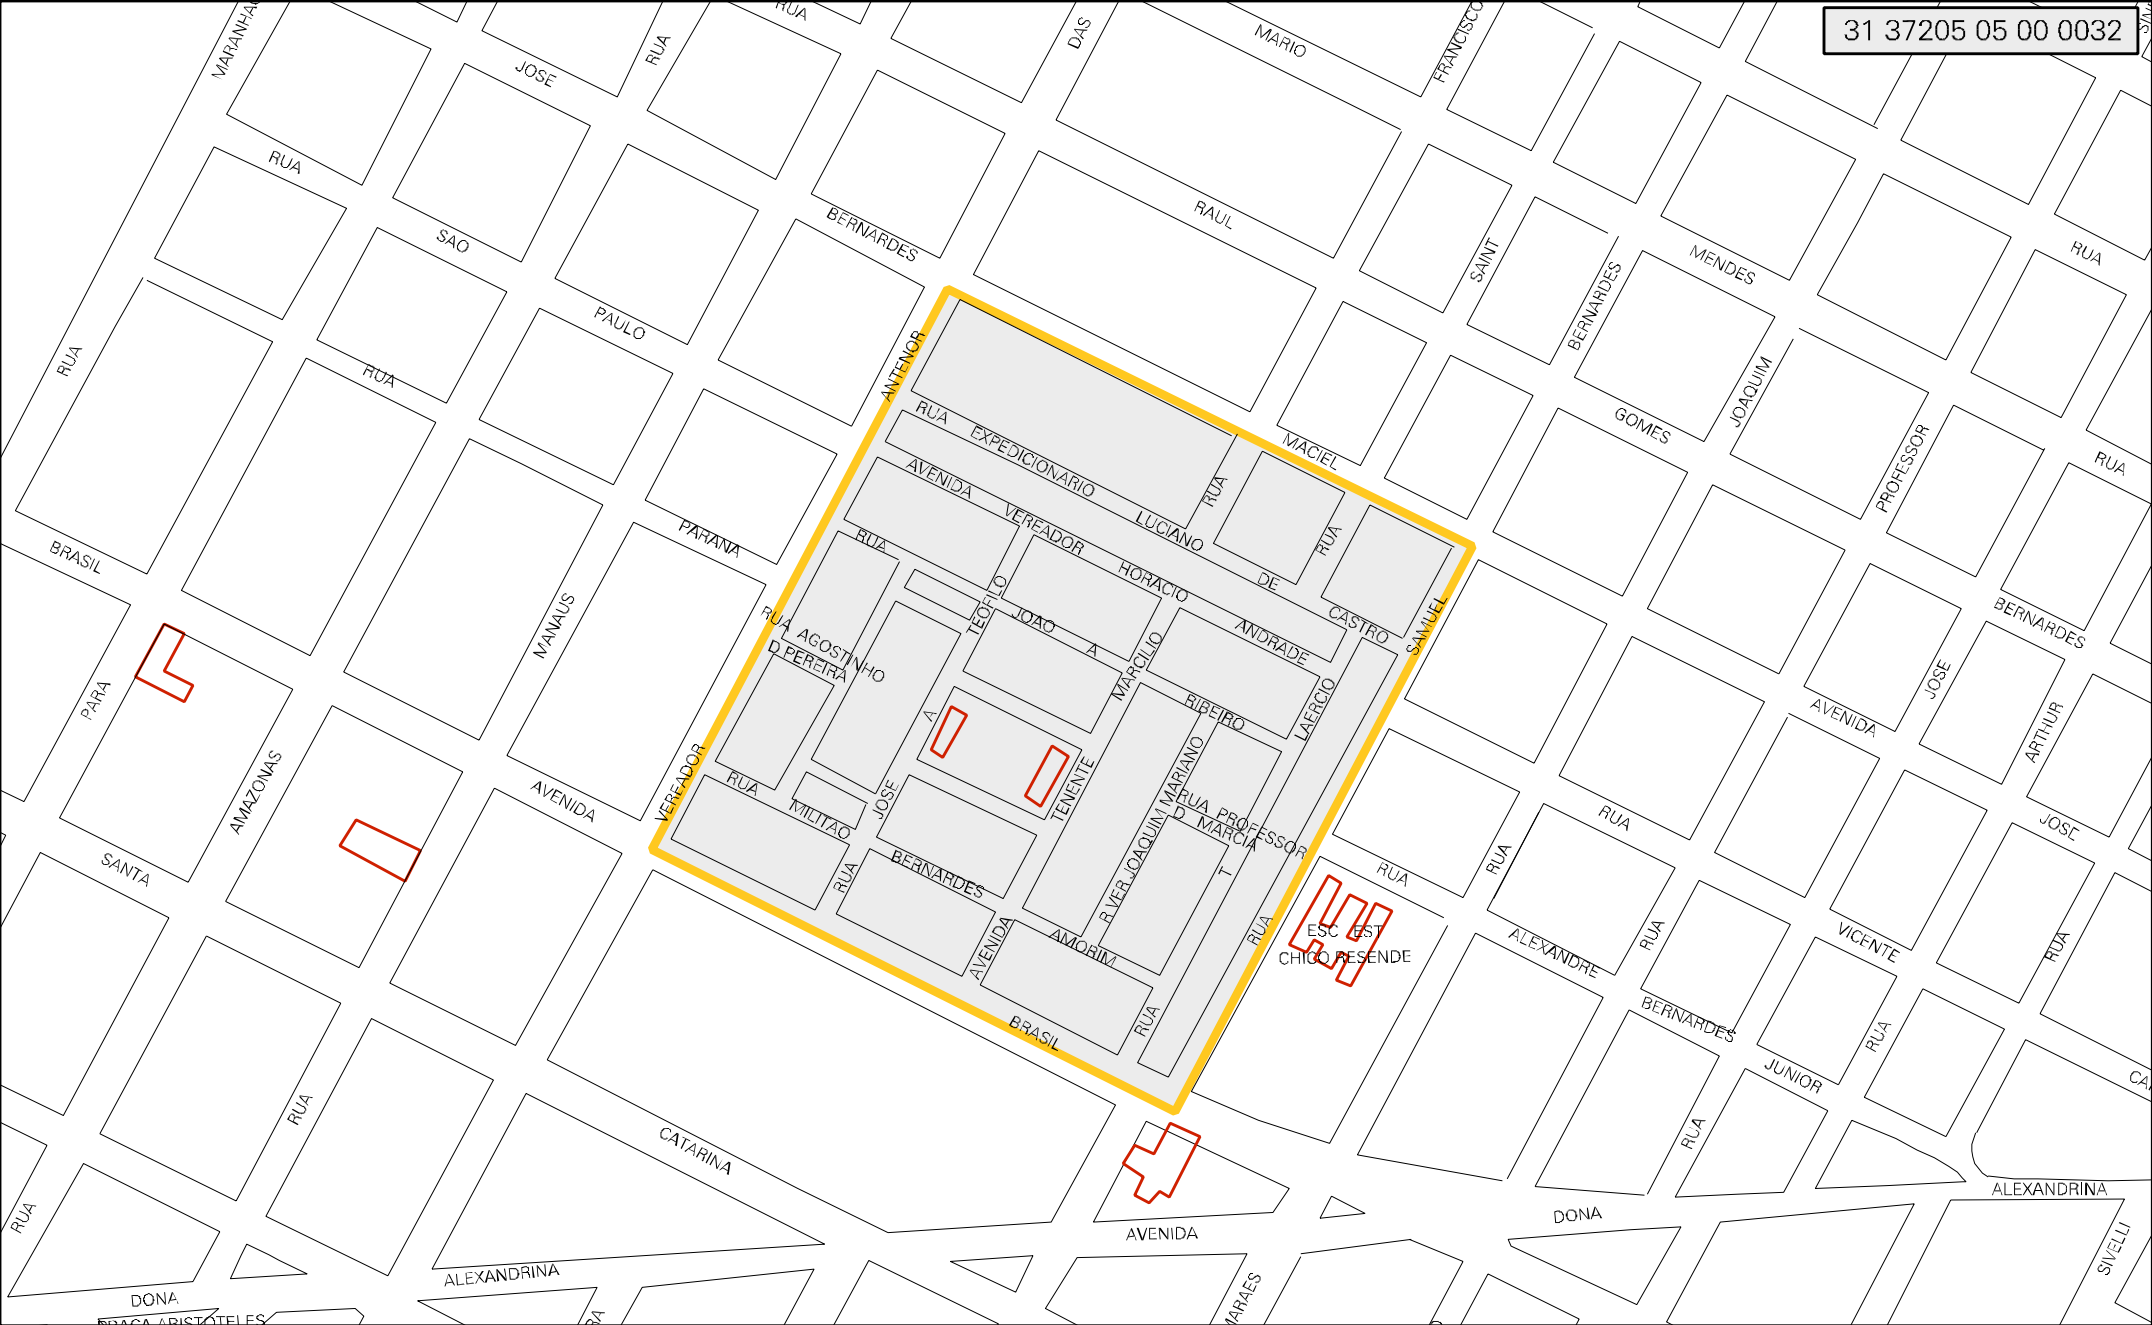 31 37205 05 00 0032
RUA
DAS
MARIO
FRANCISCO
RUA
JOSE
RUA
SAO
BERNARDES
RAUL
SAINT
MENDES
RUA
RUA
PAULO
RUA
ANTENOR
BERNARDES
JOAQUIM
GOMES
MACIEL
PROFESSOR
RUA
RUA
EXPEDICIONARIO
LUCIANO
DE
CASTRO
RUA
RUA
AVENIDA
VEREADOR
HORACIO
ANDRADE
SAMUEL
BRASIL
PARANA
MANAUS
RUA
JOAO
A
RIBEIRO
TEOFILO
MARCILIO
LAERCIO
RUA AGOSTINHO
D PEREIRA
BERNARDES
JOSE
AVENIDA
ARTHUR
PARA
AMAZONAS
VEREADOR
A
JOSE
TENENTE
R VER JOAQUIM MARIANO
RUA PROFESSOR
D MARCIA
T
AVENIDA
RUA
MILITAO
BERNARDES
AMORIM
RUA
AVENIDA
RUA
RUA
BRASIL
SANTA
RUA
RUA
RUA
JOSE
ESC EST
CHICO RESENDE
ALEXANDRE
RUA
VICENTE
RUA
BERNARDES
JUNIOR
RUA
RUA
RUA
CATARINA
RUA
ALEXANDRINA
DONA
AVENIDA
SIVELLI
ALEXANDRINA
DONA
PRACA ARISTOTELES